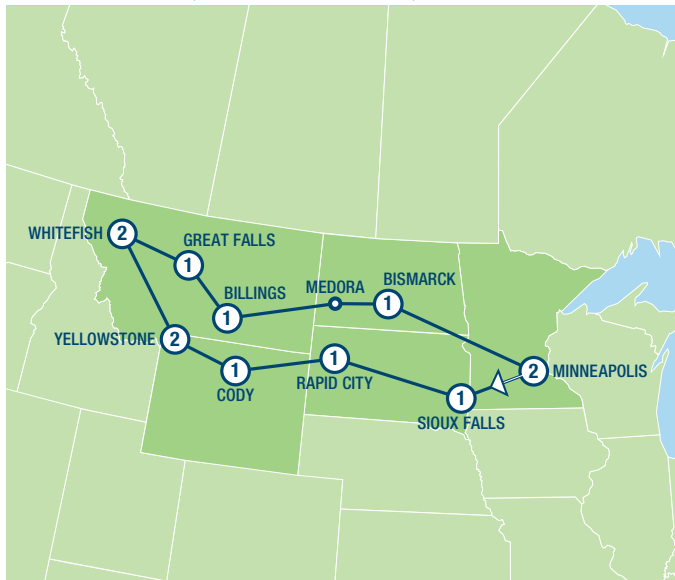 WHITEFISH 2
GREAT FALLS
1
BILLINGS
1
MEDORA
BISMARCK
1
YELLOWSTONE 2
1
CODY
1
RAPID CITY
2 MINNEAPOLIS
1
SIOUX FALLS